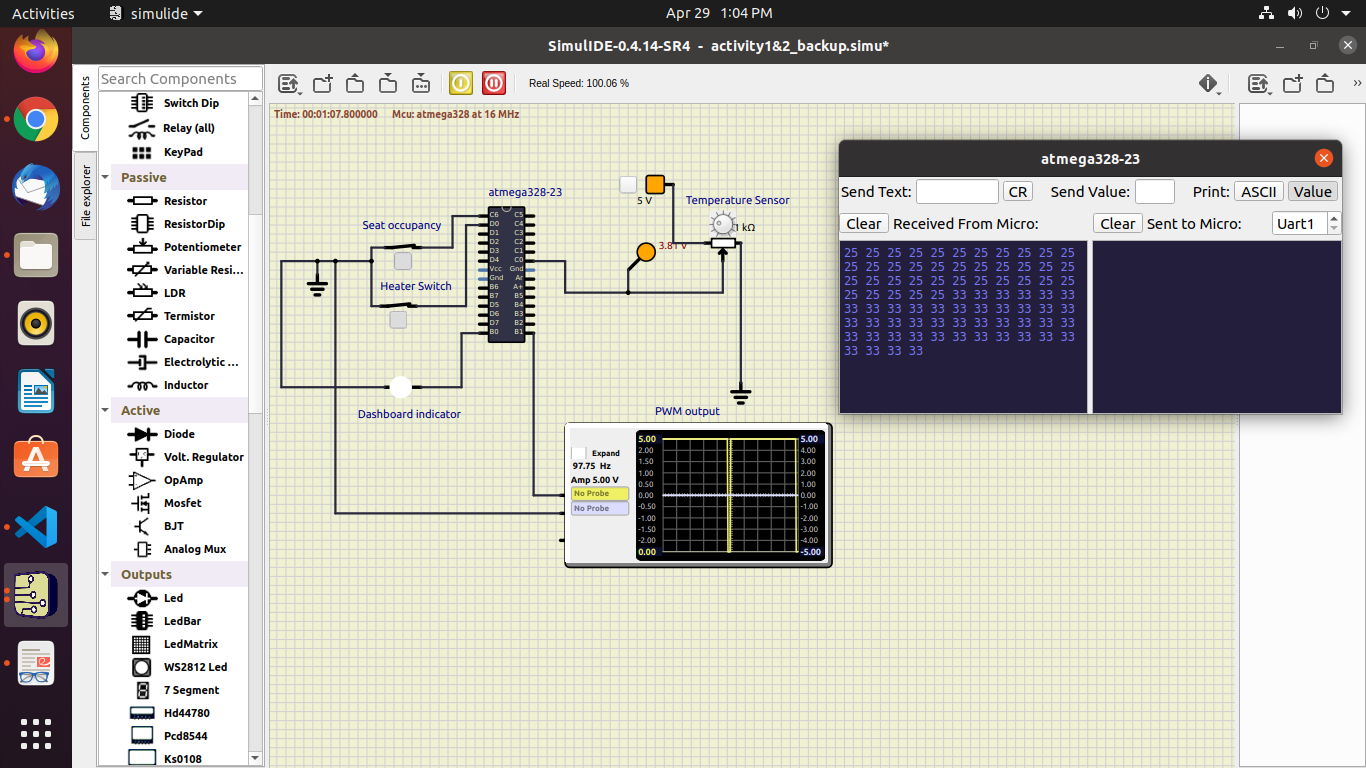 Activities
simulide
Apr 29 1:04 PM
SimulIDE-0.4.14-SR4 - activity1&2_backup.simu*
Components
File explorer
Search Components
Switch Dip
Relay (all)
KeyPad
Passive
Resistor
ResistorDip
Potentiometer
Variable Resi...
LDR
Termistor
Capacitor
Electrolytic ...
Inductor
Active
Diode
Volt. Regulator
OpAmp
Mosfet
BJT
Analog Mux
Outputs
Led
LedBar
LedMatrix
WS2812 Led
7 Segment
Hd44780
Pcd8544
Ks0108
Real Speed: 100.06 %
»
Time: 00:01:07.800000 Mcu: atmega328 at 16 MHz
atmega328-23
C6 C5
D0 C4
D1 C3
D2 C2
D3 C1
D4 C0
Vcc Gnd
Gnd Ar
B6 A+
B7 B5
D5 B4
D6 B3
D7 B2
B0 B1
Seat occupancy
Heater Switch
Dashboard indicator
5 V
Temperature Sensor
1 kΩ
3.81 V
PWM output
Expand
97.75 Hz
Amp 5.00 V
No Probe
No Probe
5.00 5.00
2.00 4.00
1.50 3.00
1.00 2.00
0.50 1.00
0.00 0.00
-0.50 -1.00
-1.00 -2.00
-1.50 -3.00
-2.00 -4.00
0.00 -5.00
atmega328-23
Send Text: CR Send Value: Print: ASCII Value
Clear Received From Micro: Clear Sent to Micro: Uart1
25 25 25 25 25 25 25 25 25 25 25
25 25 25 25 25 25 25 25 25 25 25
25 25 25 25 25 25 25 25 25 25 25
25 25 25 25 25 33 33 33 33 33 33
33 33 33 33 33 33 33 33 33 33 33
33 33 33 33 33 33 33 33 33 33 33
33 33 33 33 33 33 33 33 33 33 33
33 33 33 33